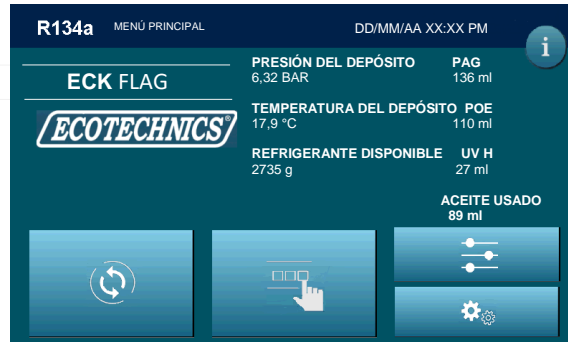 R134a MENÚ PRINCIPAL DD/MM/AA XX:XX PM
i
ECK FLAG
ECOTECHNICS®
PRESIÓN DEL DEPÓSITO PAG
6,32 BAR 136 ml
TEMPERATURA DEL DEPÓSITO POE
17,9 °C 110 ml
REFRIGERANTE DISPONIBLE UV H
2735 g 27 ml
ACEITE USADO
89 ml